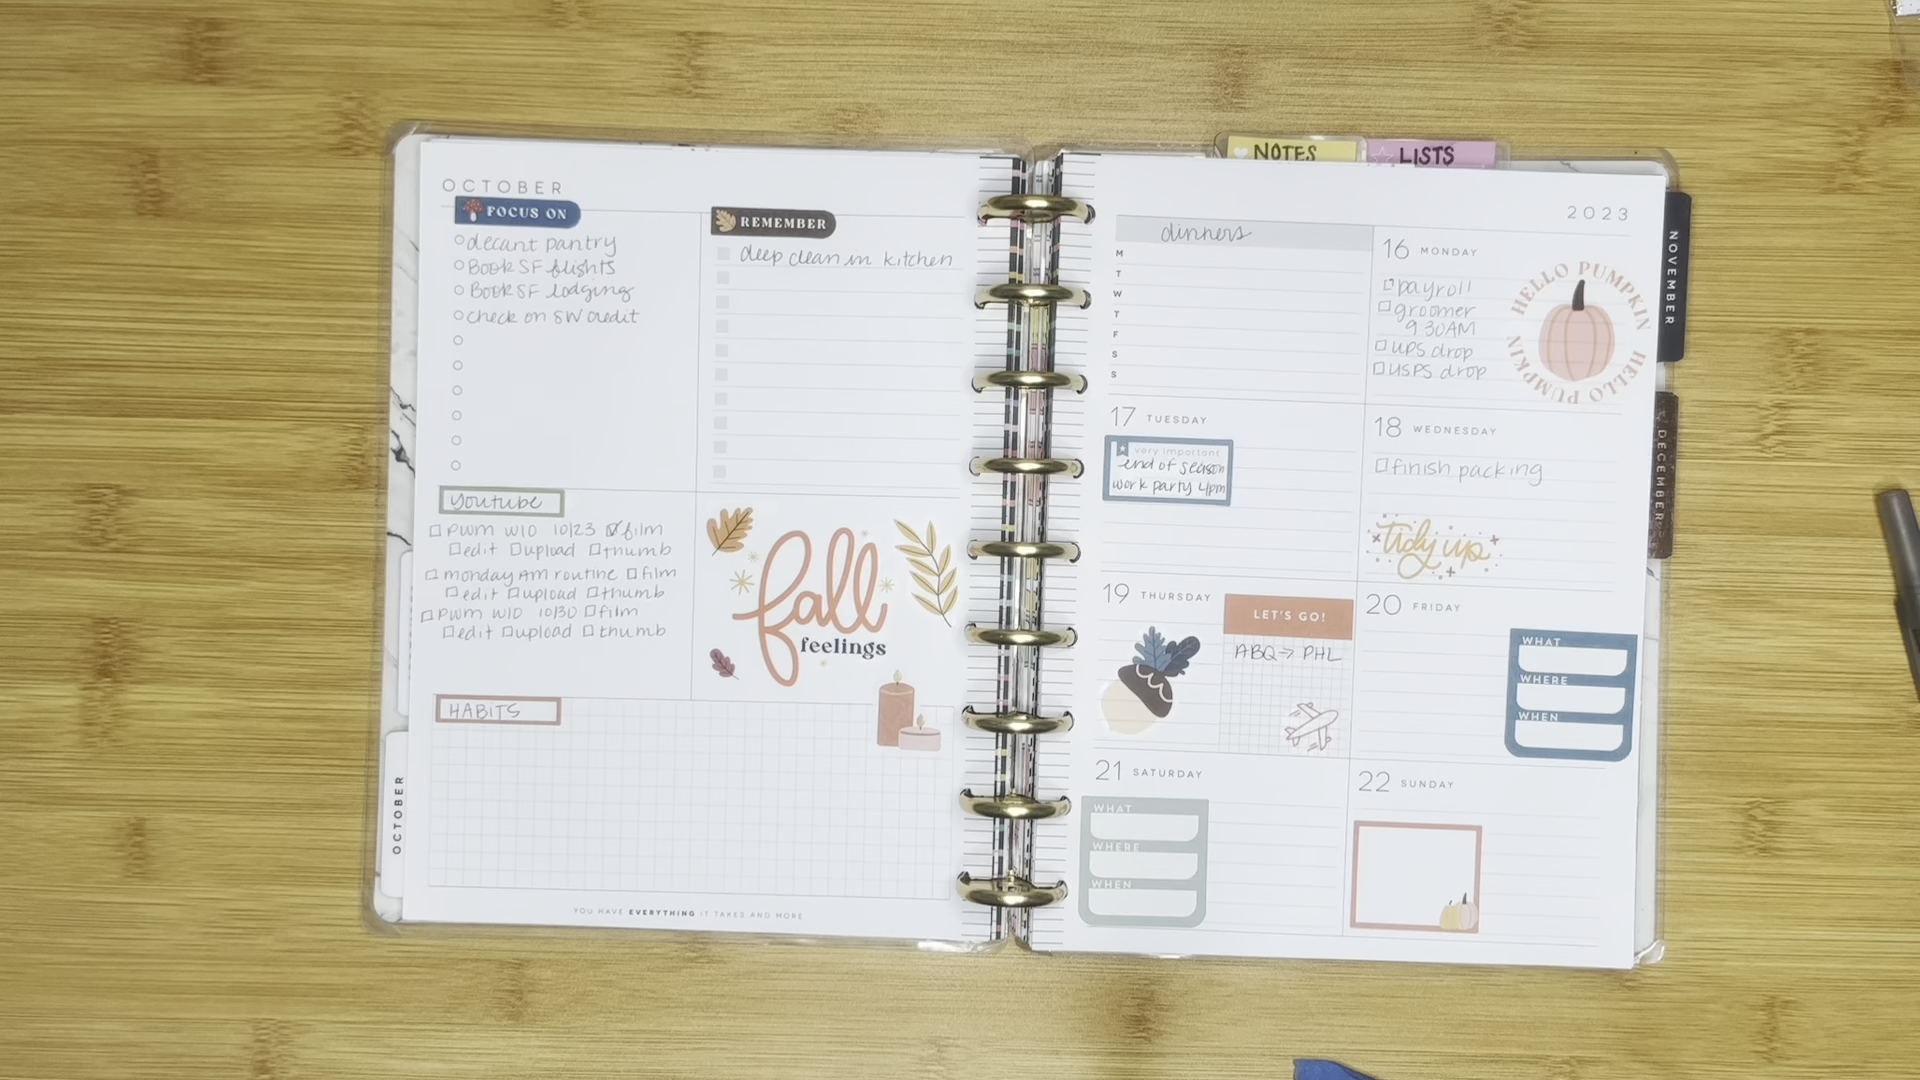 NOTES
LISTS
OCTOBER
FOCUS ON
decant pantry
Book SF flights
Book SF lodging
check on SW credit
REMEMBER
deep clean in kitchen
Youtube
PWM W10 10/23 film
edit upload thumb
monday AM routine film
edit upload thumb
PWM W10 10/30 film
edit upload thumb
fall
feelings
HABITS
YOU HAVE EVERYTHING IT TAKES AND MORE
OCTOBER
2023
dinners
M
T
W
T
F
S
S
16 MONDAY
payroll
groomer
9:30AM
UPS drop
USPS drop
HELLO PUMPKIN HELLO PUMPKIN
17 TUESDAY
very important
end of season
work party 4pm
18 WEDNESDAY
finish packing
tidy up
19 THURSDAY
LET'S GO!
ABQ → PHL
20 FRIDAY
WHAT
WHERE
WHEN
21 SATURDAY
WHAT
WHERE
WHEN
22 SUNDAY
NOVEMBER
DECEMBER